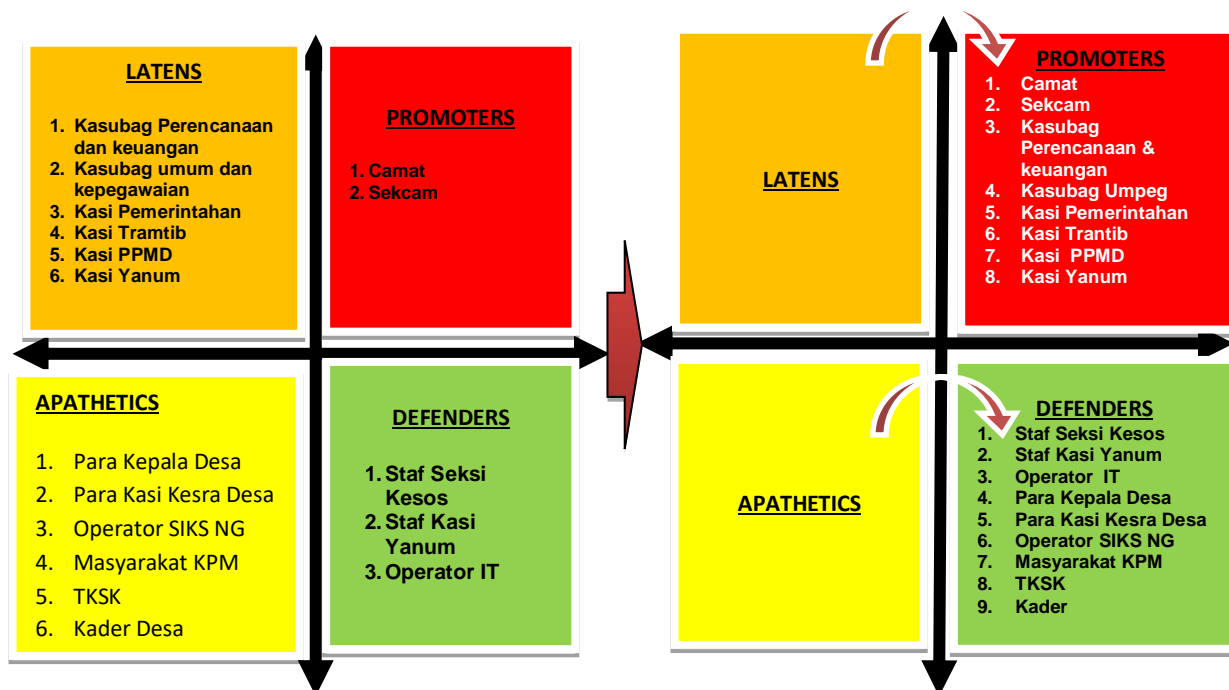 LATENS
1. Kasubag Perencanaan
dan keuangan
2. Kasubag umum dan
kepegawaian
3. Kasi Pemerintahan
4. Kasi Tramtib
5. Kasi PPMD
6. Kasi Yanum
PROMOTERS
1. Camat
2. Sekcam
APATHETICS
1. Para Kepala Desa
2. Para Kasi Kesra Desa
3. Operator SIKS NG
4. Masyarakat KPM
5. TKSK
6. Kader Desa
DEFENDERS
1. Staf Seksi
Kesos
2. Staf Kasi
Yanum
3. Operator IT
LATENS
PROMOTERS
1. Camat
2. Sekcam
3. Kasubag
Perencanaan &
keuangan
4. Kasubag Umpeg
5. Kasi Pemerintahan
6. Kasi Trantib
7. Kasi PPMD
8. Kasi Yanum
APATHETICS
DEFENDERS
1. Staf Seksi Kesos
2. Staf Kasi Yanum
3. Operator IT
4. Para Kepala Desa
5. Para Kasi Kesra Desa
6. Operator SIKS NG
7. Masyarakat KPM
8. TKSK
9. Kader